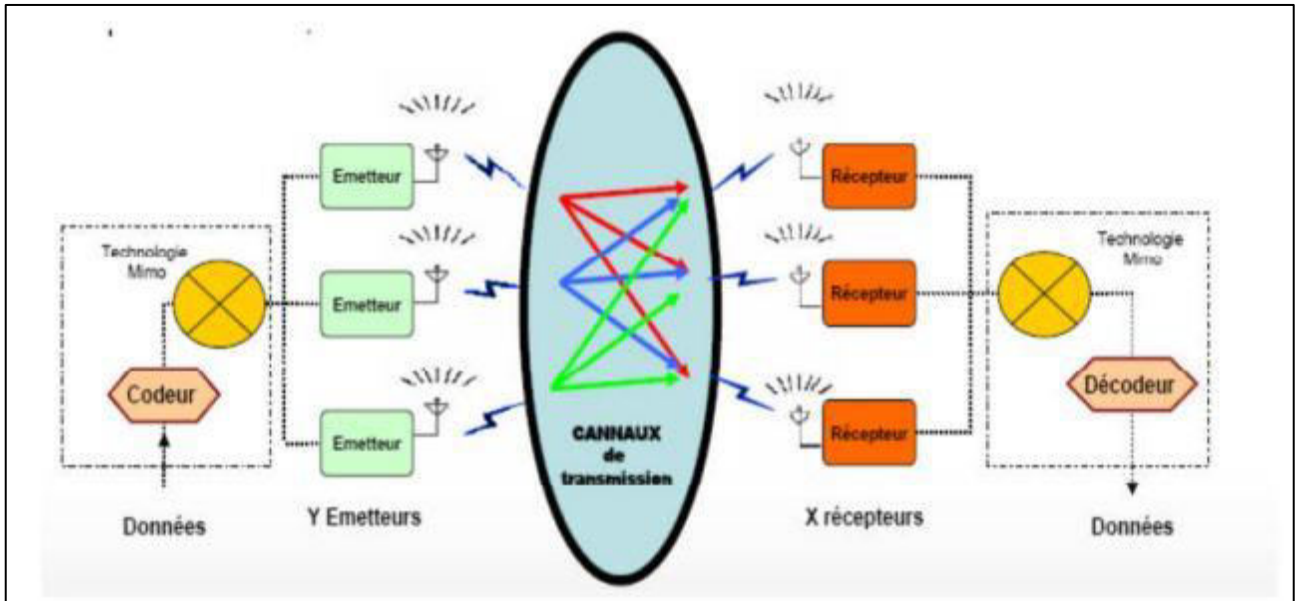 Technologie
Mimo
Codeur
Données
Emetteur
Emetteur
Emetteur
Y Emetteurs
CANNAUX
de
transmission
Récepteur
Récepteur
Récepteur
X récepteurs
Technologie
Mimo
Décodeur
Données